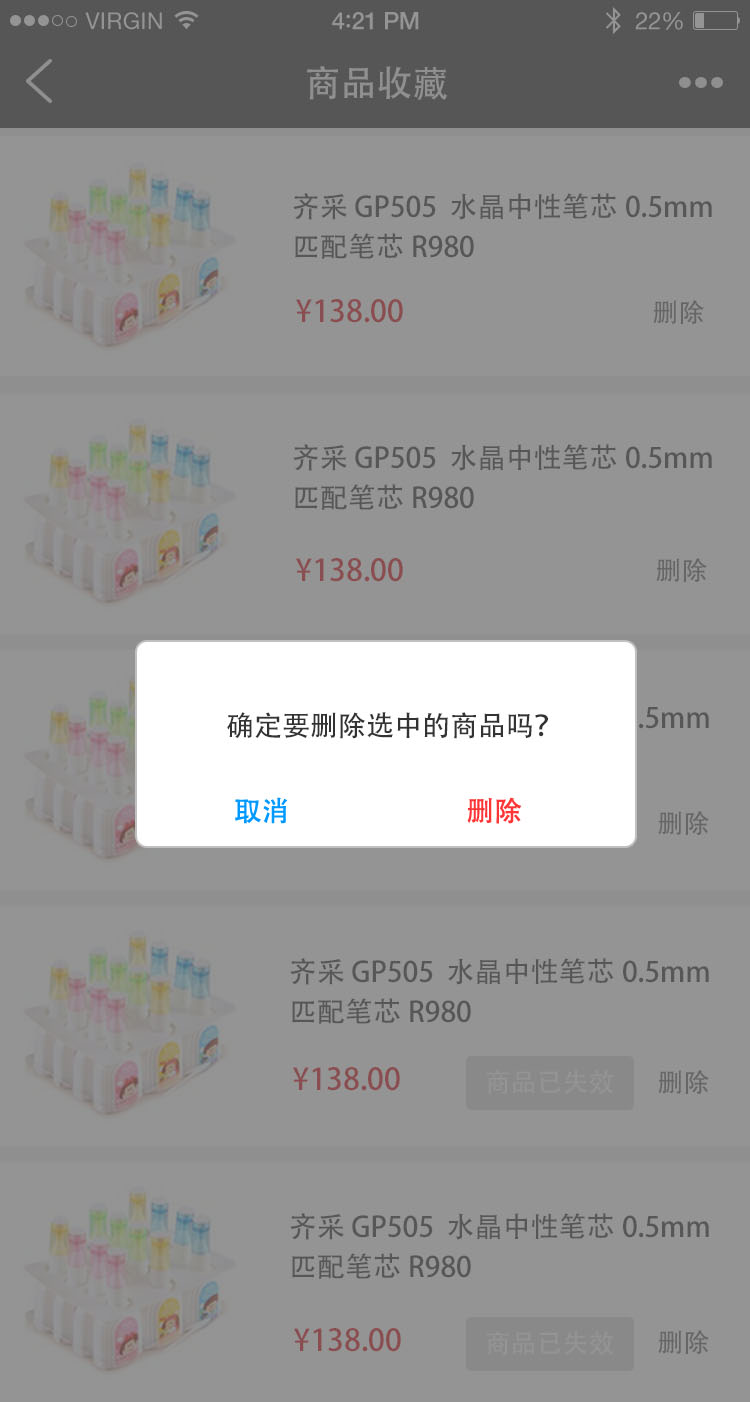 VIRGIN 4:21 PM 22%
商品收藏
齐采 GP505 水晶中性笔芯 0.5mm
匹配笔芯 R980
¥138.00 删除
齐采 GP505 水晶中性笔芯 0.5mm
匹配笔芯 R980
¥138.00 删除
.5mm
确定要删除选中的商品吗?
取消 删除
删除
齐采 GP505 水晶中性笔芯 0.5mm
匹配笔芯 R980
¥138.00 商品已失效 删除
齐采 GP505 水晶中性笔芯 0.5mm
匹配笔芯 R980
¥138.00 商品已失效 删除